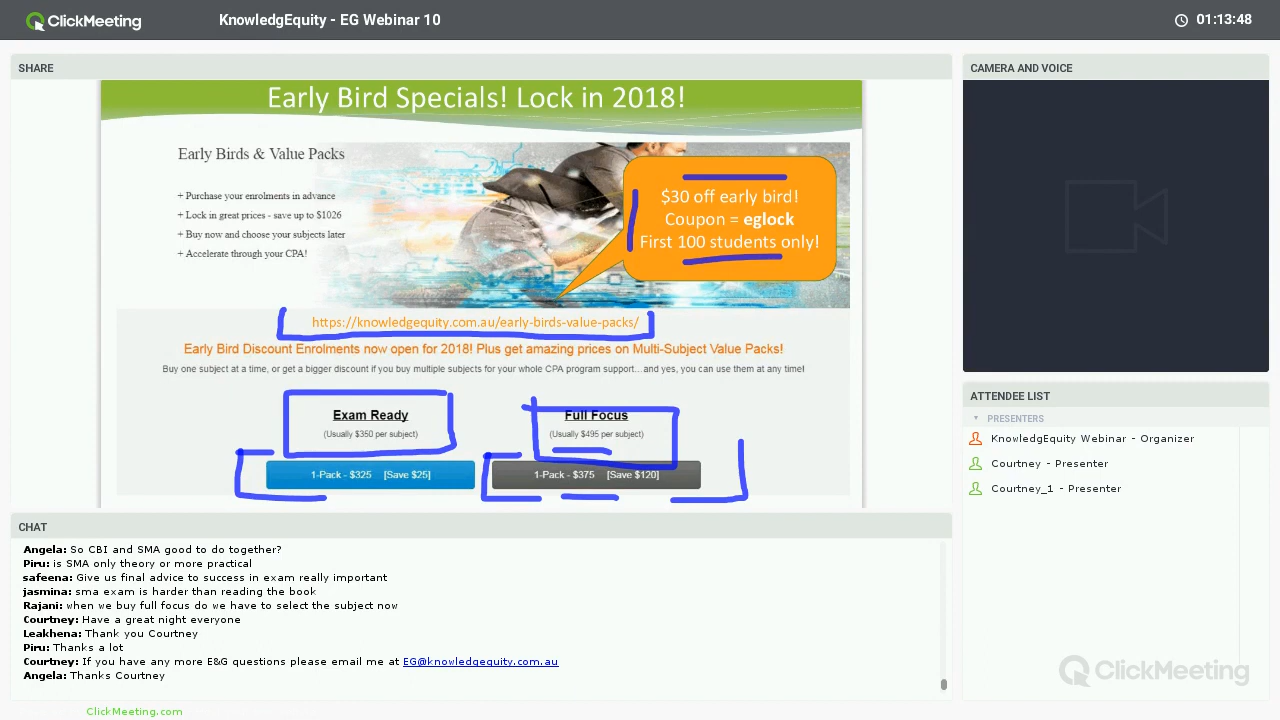 ClickMeeting
KnowledgEquity - EG Webinar 10
01:13:48
SHARE
Early Bird Specials! Lock in 2018!
Early Birds & Value Packs
+ Purchase your enrolments in advance
+ Lock in great prices - save up to $1026
+ Buy now and choose your subjects later
+ Accelerate through your CPA!
$30 off early bird!
Coupon = eglock
First 100 students only!
https://knowledgequity.com.au/early-birds-value-packs/
Early Bird Discount Enrolments now open for 2018! Plus get amazing prices on Multi-Subject Value Packs!
Buy one subject at a time, or get a bigger discount if you buy multiple subjects for your whole CPA program support... and yes, you can use them at any time!
Exam Ready
(Usually $350 per subject)
1-Pack - $325 [Save $25]
Full Focus
(Usually $495 per subject)
1-Pack - $375 [Save $120]
CAMERA AND VOICE
ATTENDEE LIST
PRESENTERS
KnowledgEquity Webinar - Organizer
Courtney - Presenter
Courtney_1 - Presenter
CHAT
Angela: So CBI and SMA good to do together?
Piru: is SMA only theory or more practical
safeena: Give us final advice to success in exam really important
jasmina: sma exam is harder than reading the book
Rajani: when we buy full focus do we have to select the subject now
Courtney: Have a great night everyone
Leakhena: Thank you Courtney
Piru: Thanks a lot
Courtney: If you have any more E&G questions please email me at EG@knowledgequity.com.au
Angela: Thanks Courtney
ClickMeeting
ClickMeeting.com